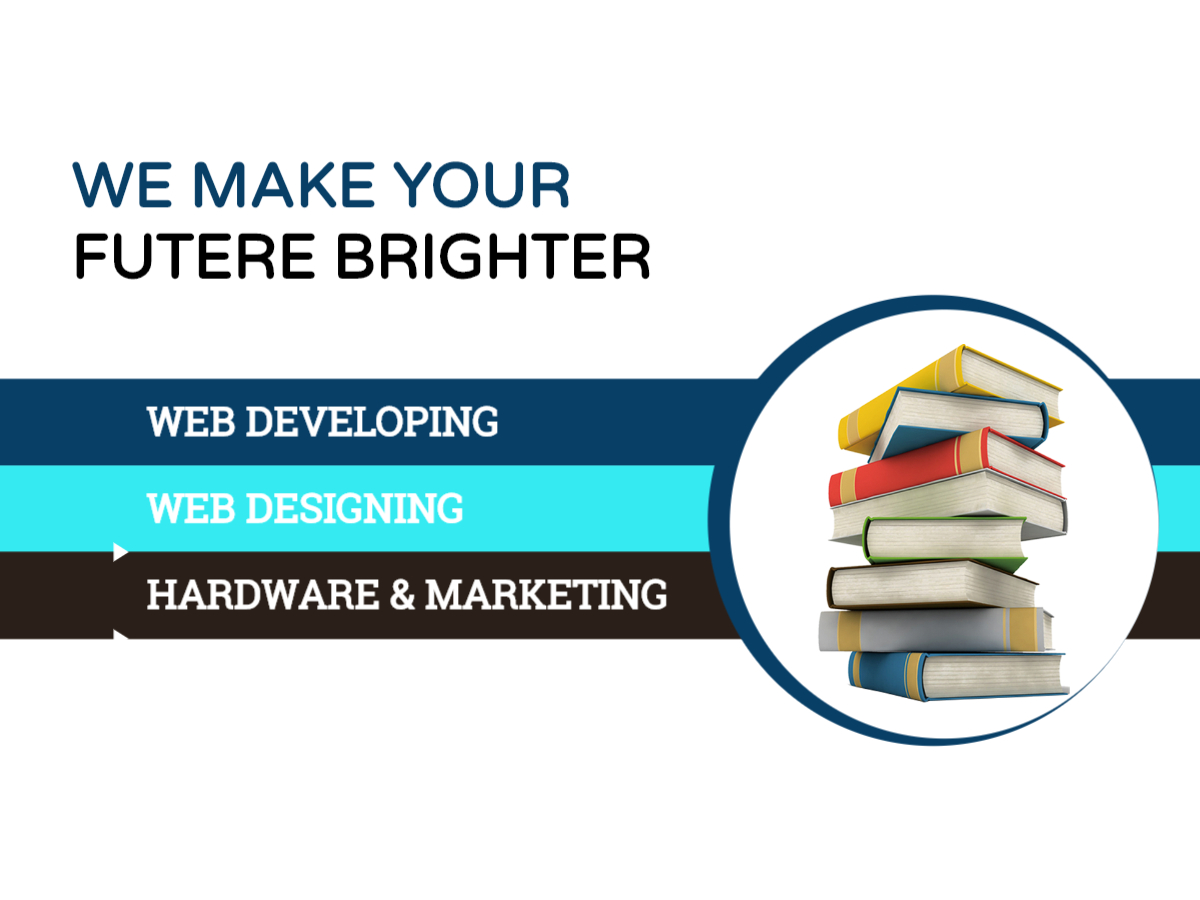 WE MAKE YOUR
FUTERE BRIGHTER
WEB DEVELOPING
WEB DESIGNING
HARDWARE & MARKETING